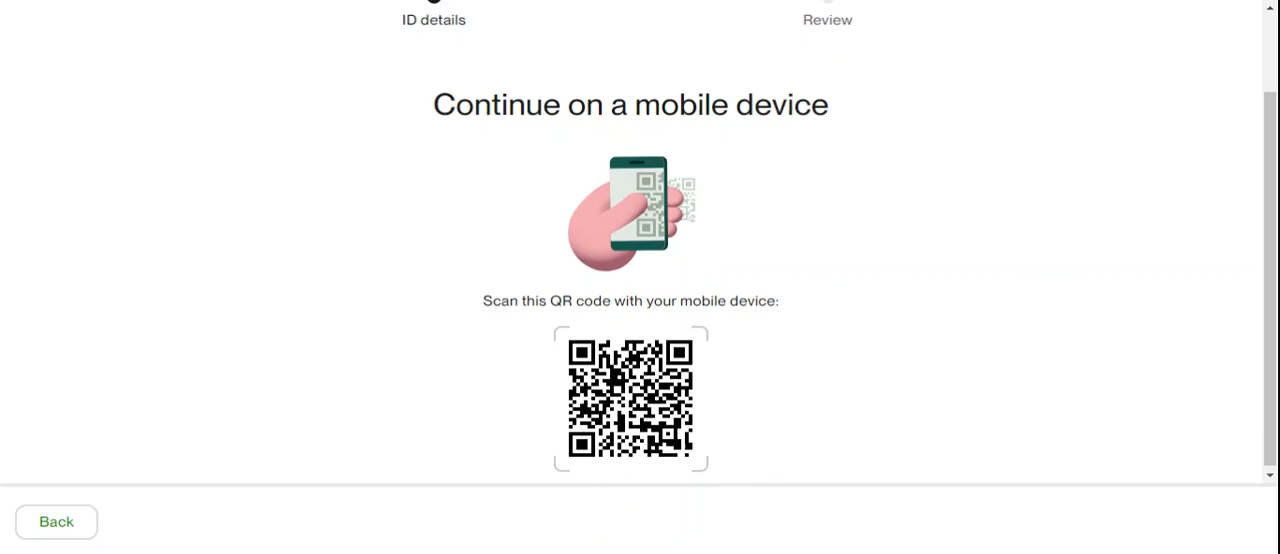 ID details
Review
Continue on a mobile device
Scan this QR code with your mobile device:
Back